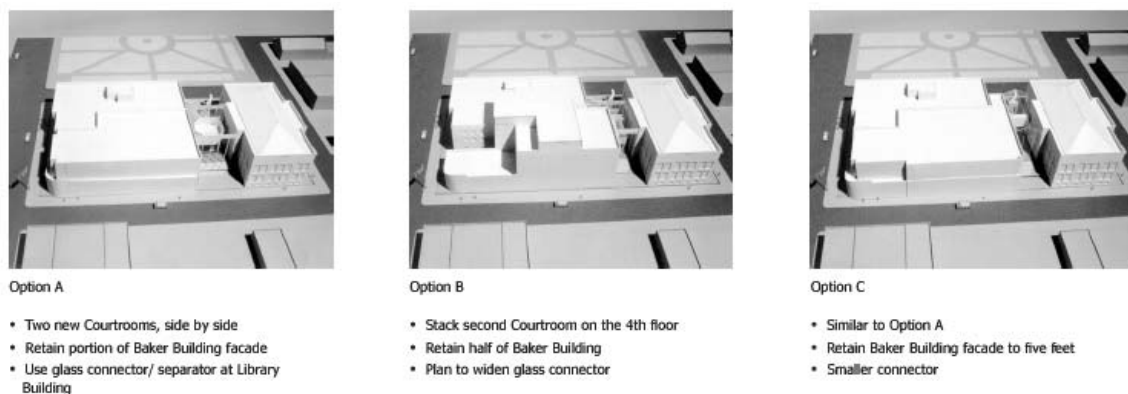 Option A
• Two new Courtrooms, side by side
• Retain portion of Baker Building facade
• Use glass connector/ separator at Library
Building
Option B
• Stack second Courtroom on the 4th floor
• Retain half of Baker Building
• Plan to widen glass connector
Option C
• Similar to Option A
• Retain Baker Building facade to five feet
• Smaller connector